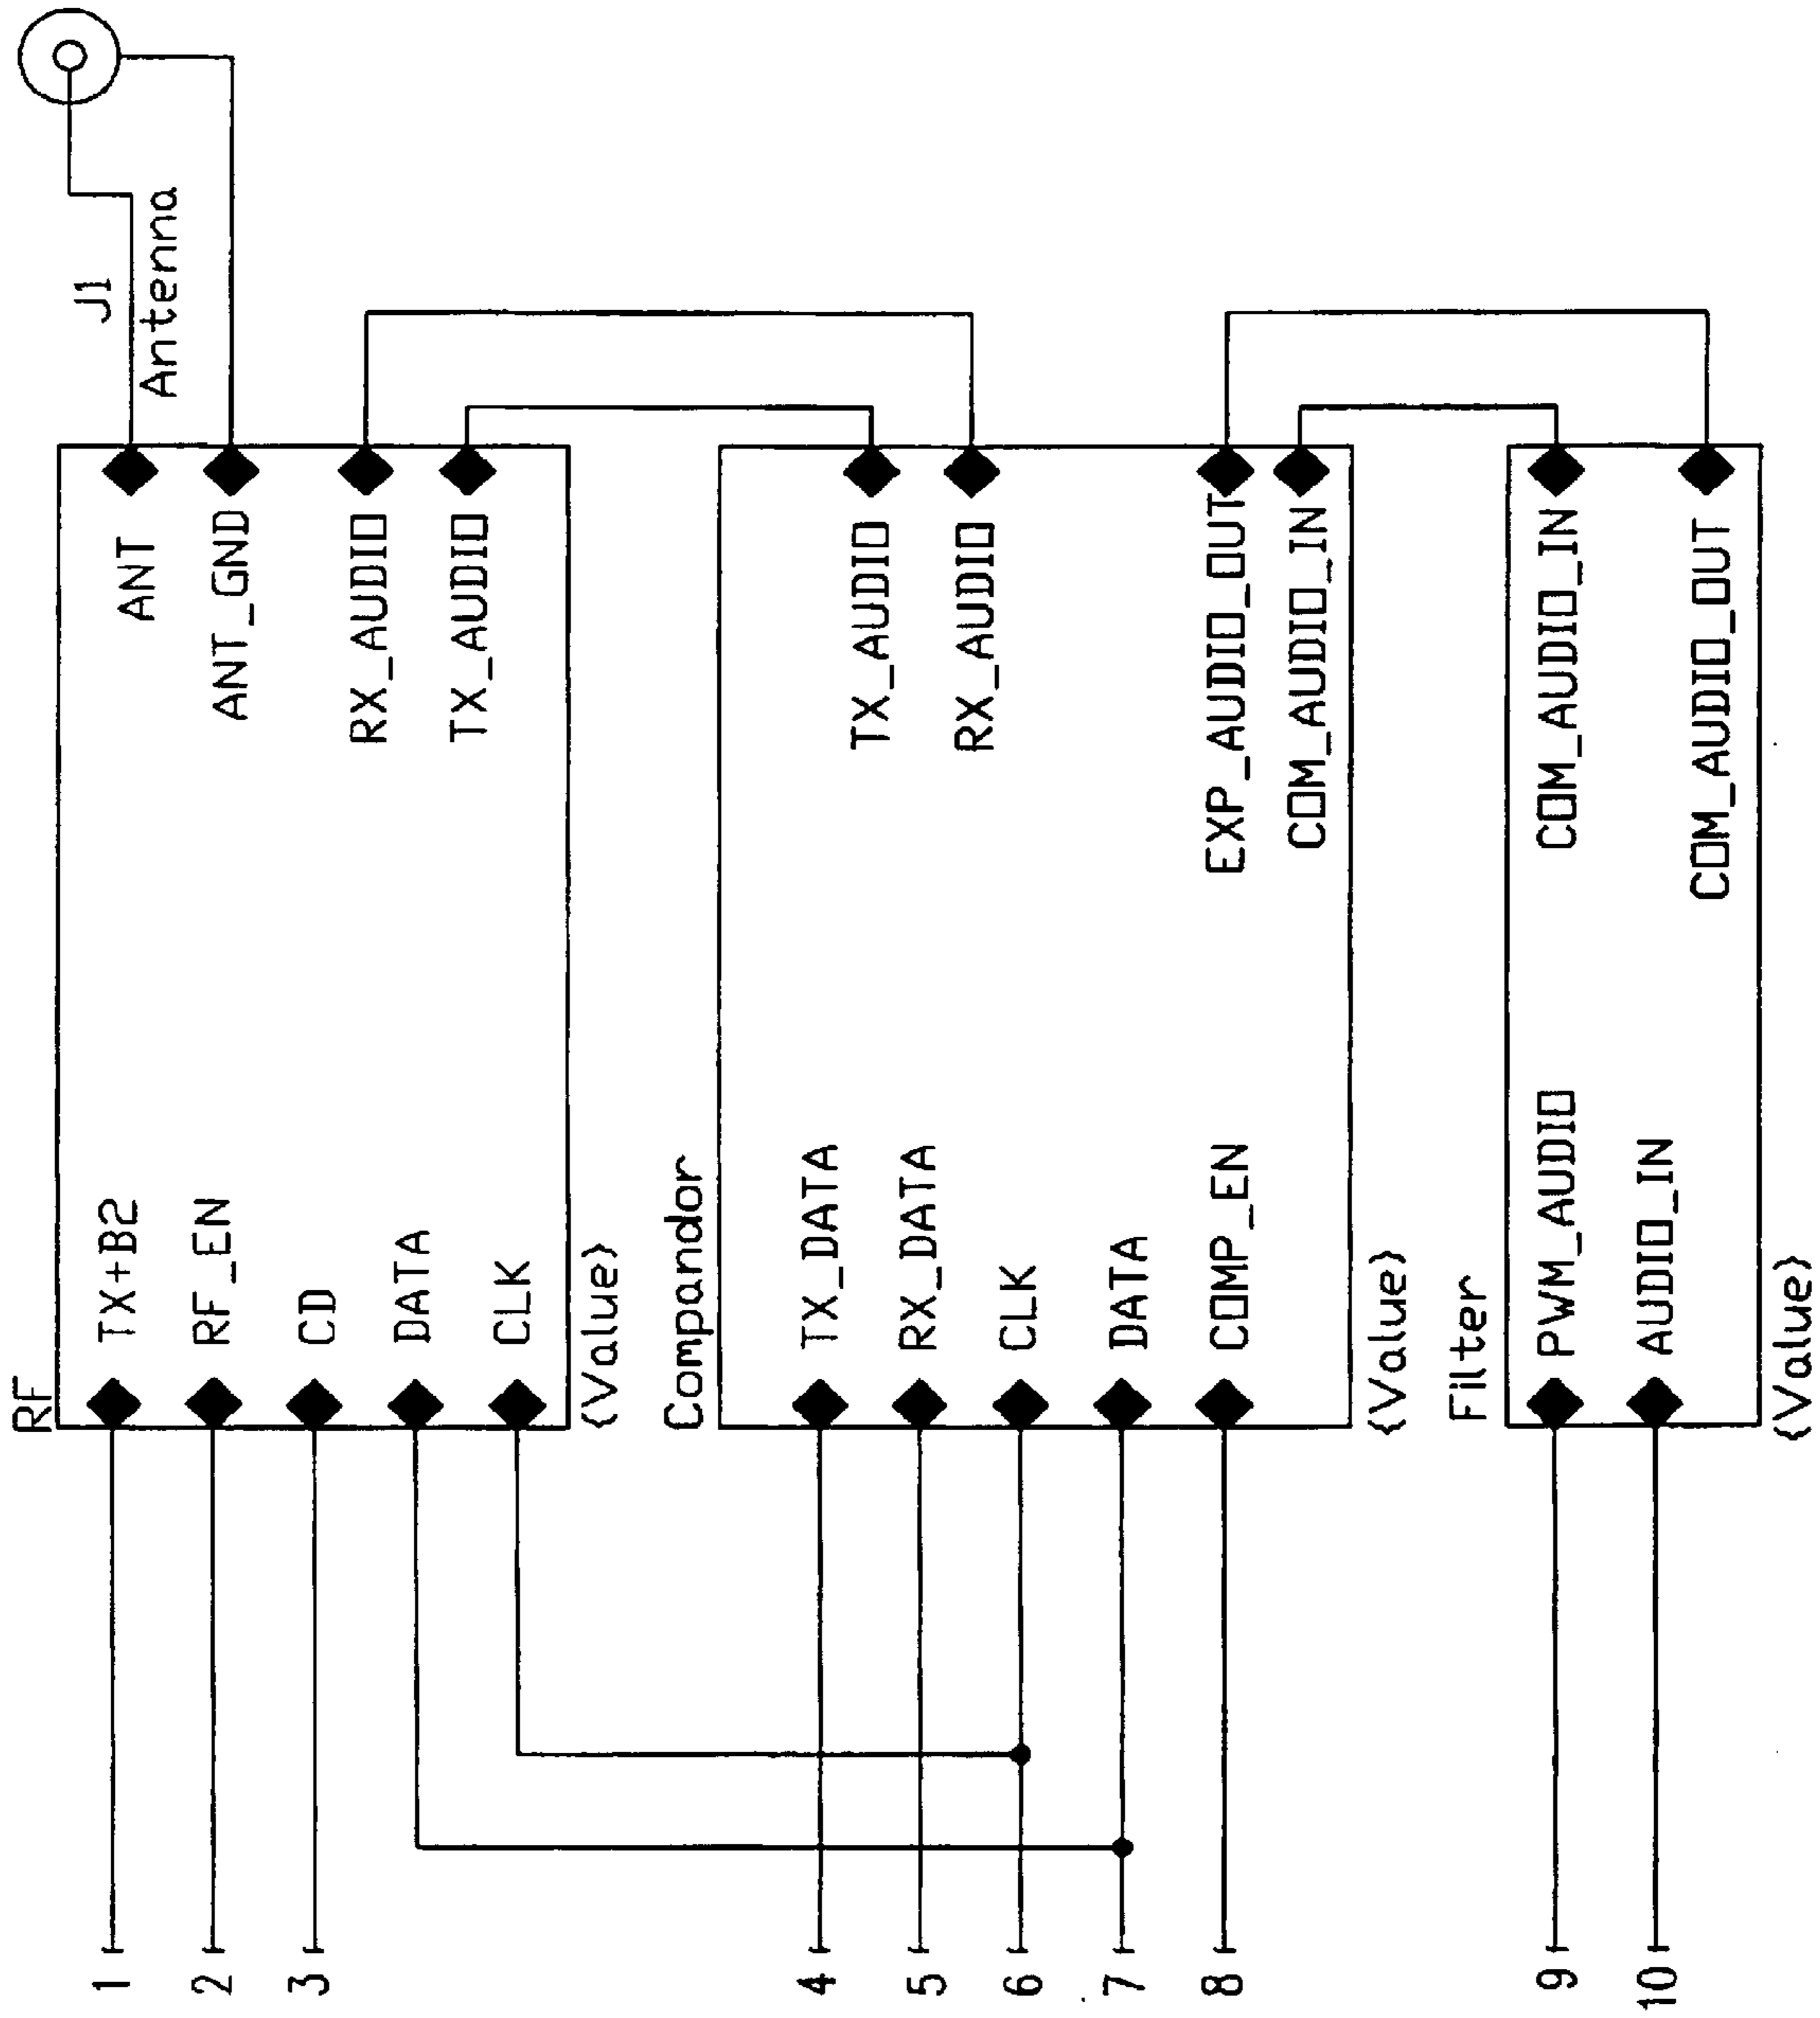 RF
1
TX+B2
ANT
J1
Antenna
2
RF_EN
ANT_GND
3
CD
RX_AUDIO
DATA
TX_AUDIO
CLK
(Value)
Compandor
4
TX_DATA
TX_AUDIO
5
RX_DATA
RX_AUDIO
6
CLK
7
DATA
8
COMP_EN
EXP_AUDIO_OUT
COM_AUDIO_IN
(Value)
Filter
9
PWM_AUDIO
COM_AUDIO_IN
10
AUDIO_IN
COM_AUDIO_OUT
(Value)